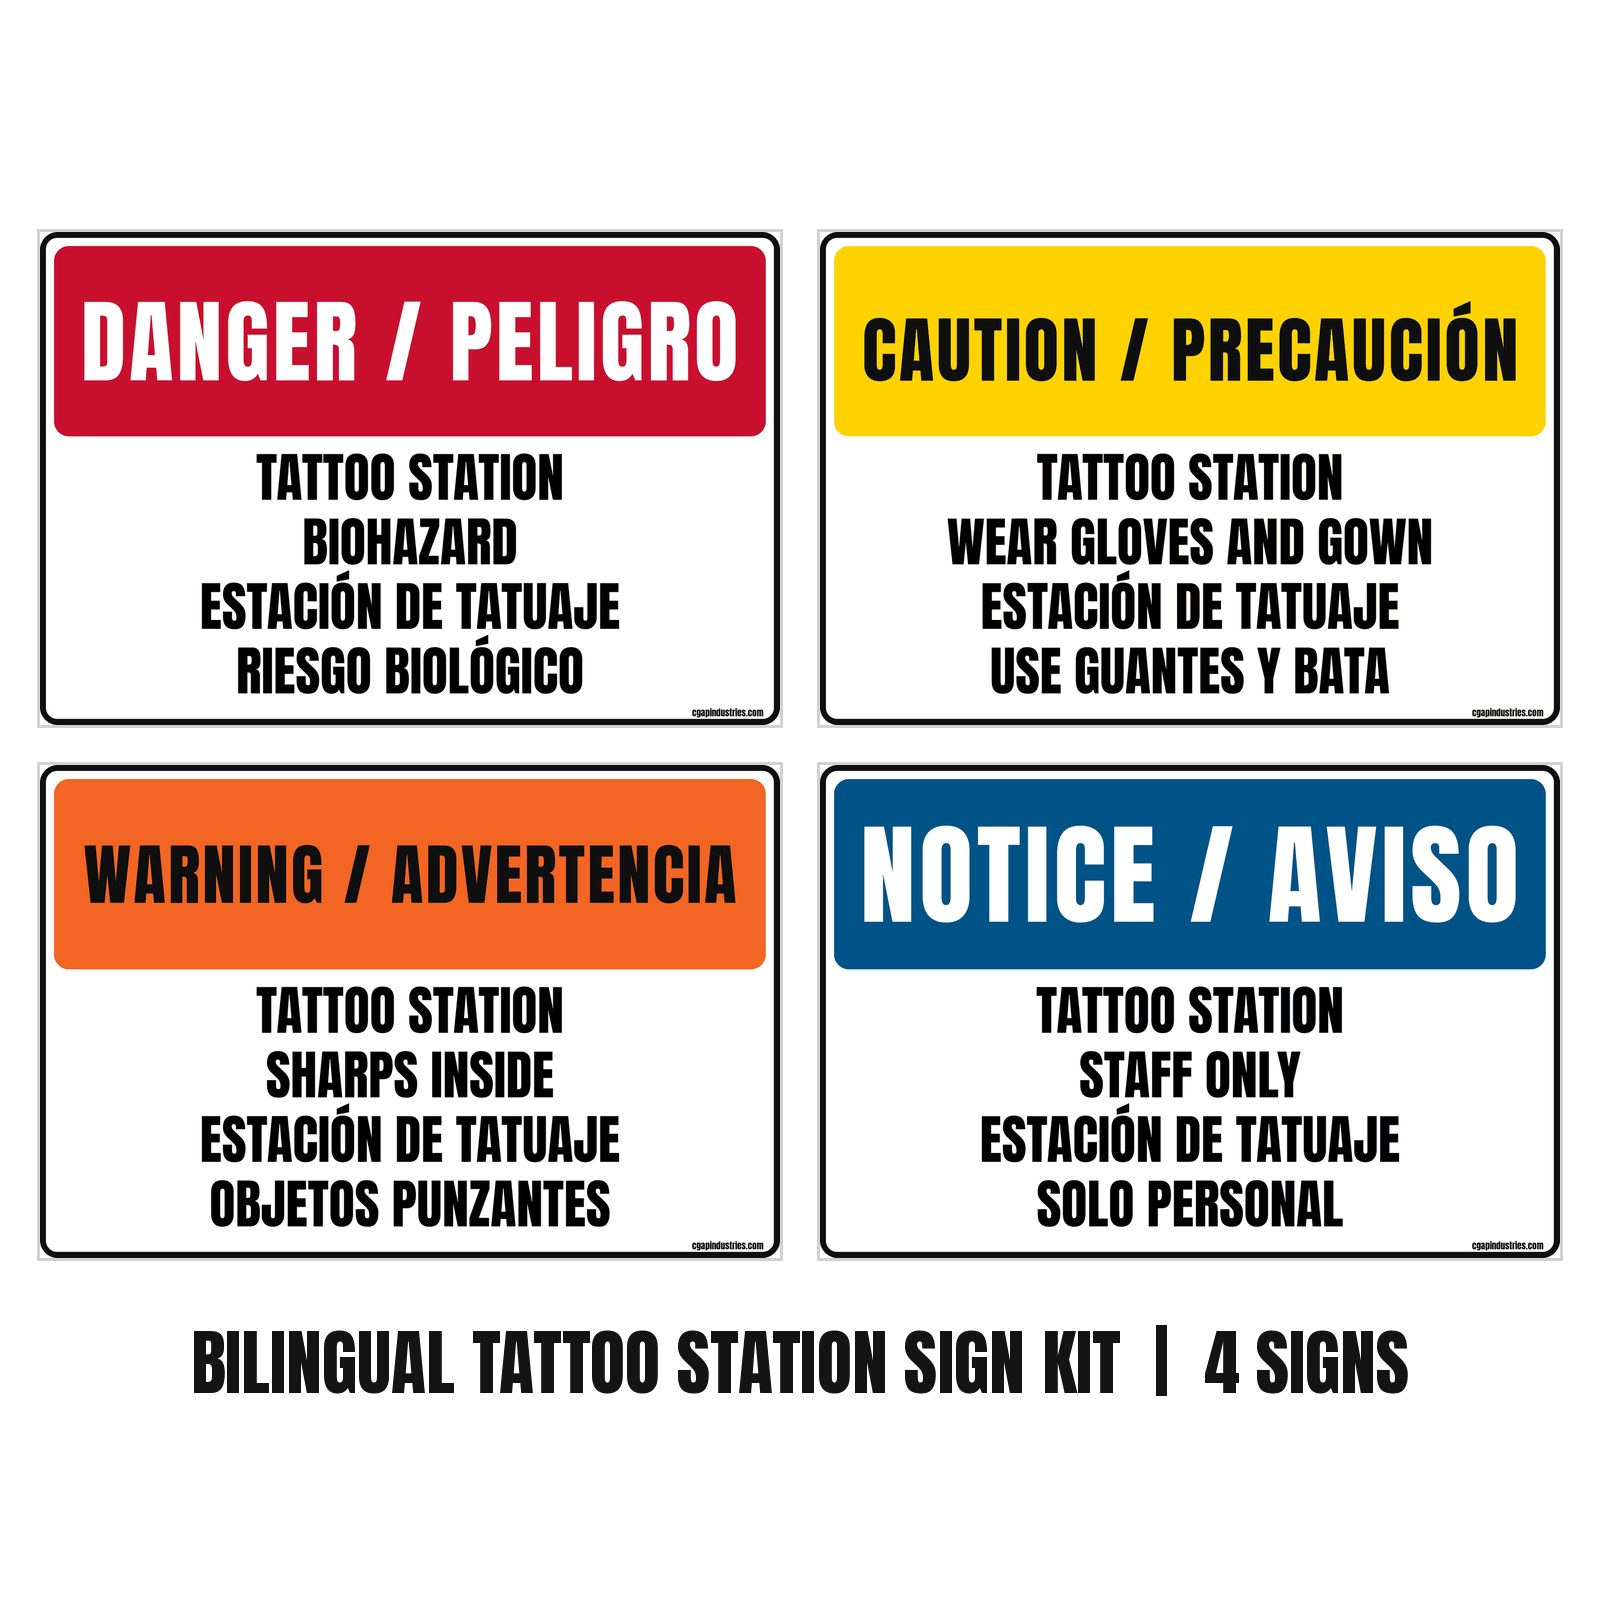 DANGER / PELIGRO
TATTOO STATION
BIOHAZARD
ESTACIÓN DE TATUAJE
RIESGO BIOLÓGICO
cgapindustries.com
CAUTION / PRECAUCIÓN
TATTOO STATION
WEAR GLOVES AND GOWN
ESTACIÓN DE TATUAJE
USE GUANTES Y BATA
cgapindustries.com
WARNING / ADVERTENCIA
TATTOO STATION
SHARPS INSIDE
ESTACIÓN DE TATUAJE
OBJETOS PUNZANTES
cgapindustries.com
NOTICE / AVISO
TATTOO STATION
STAFF ONLY
ESTACIÓN DE TATUAJE
SOLO PERSONAL
cgapindustries.com
BILINGUAL TATTOO STATION SIGN KIT | 4 SIGNS